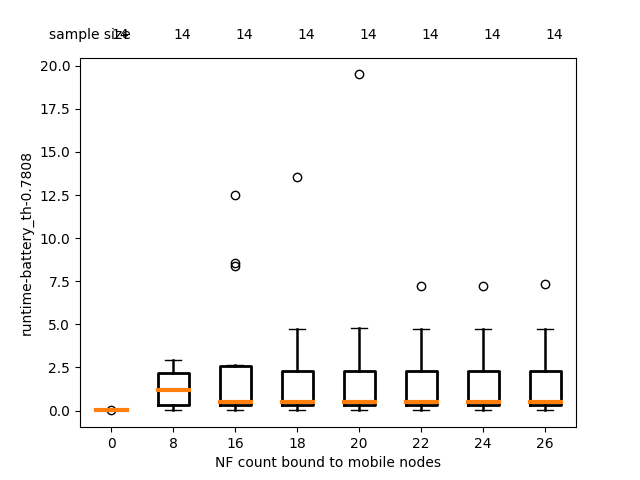 sample size 14 14 14 14 14 14 14 14
20.0
17.5
15.0
12.5
10.0
7.5
5.0
2.5
0.0
runtime-battery_th-0.7808
0 8 16 18 20 22 24 26
NF count bound to mobile nodes